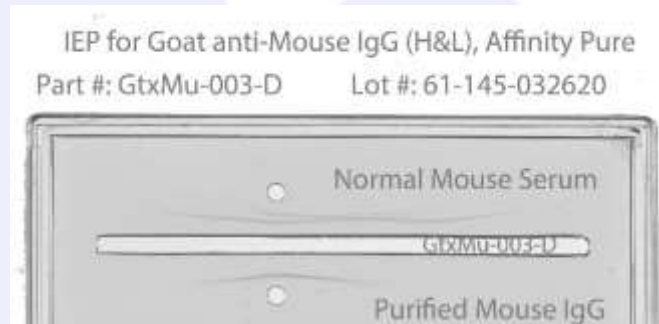 IEP for Goat anti-Mouse IgG (H&L), Affinity Pure
Part #: GtxMu-003-D Lot #: 61-145-032620
Normal Mouse Serum
GtxMu-003-D
Purified Mouse IgG